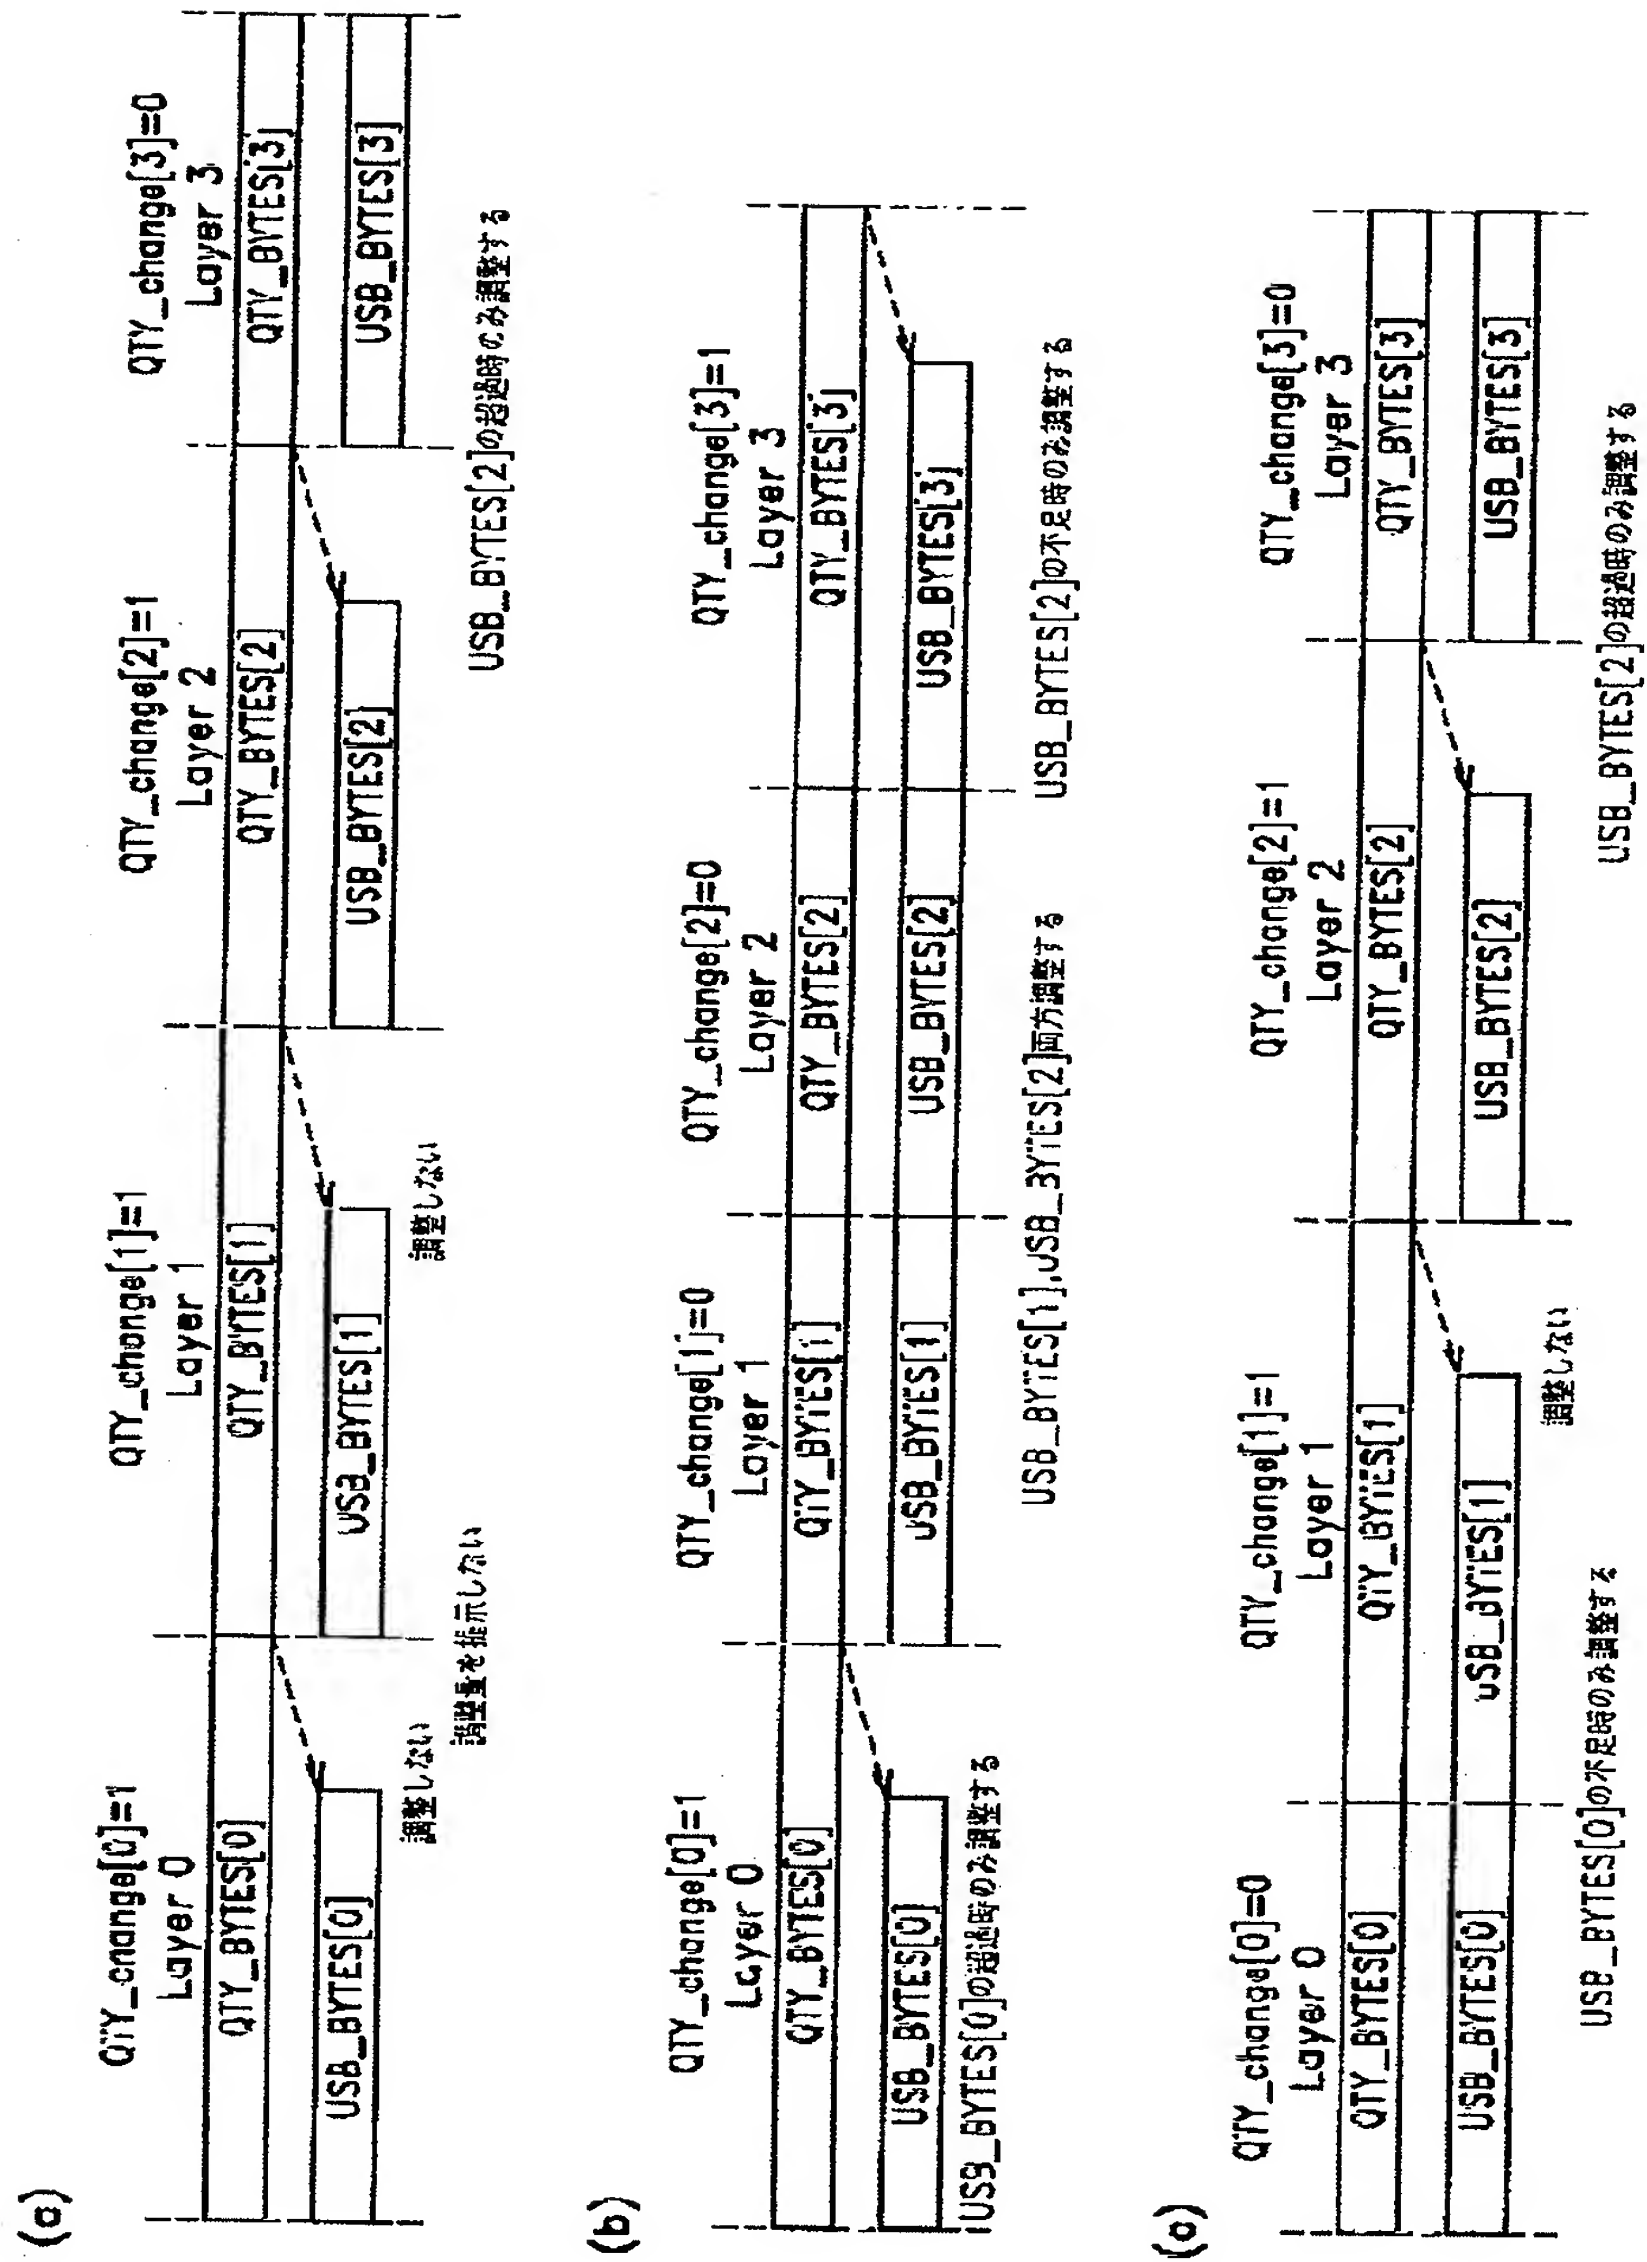 (a)
QTY_change[0]=1
Layer 0
QTY_BYTES[0]
USB_BYTES[0]
調整しない
調整量を指示しない
QTY_change[1]=1
Layer 1
QTY_BYTES[1]
USB_BYTES[1]
調整しない
QTY_change[2]=1
Layer 2
QTY_BYTES[2]
USB_BYTES[2]
USB_BYTES[2]の超過時のみ調整する
QTY_change[3]=0
Layer 3
QTY_BYTES[3]
USB_BYTES[3]
(b)
QTY_change[0]=1
Layer 0
QTY_BYTES[0]
USB_BYTES[0]
USB_BYTES[0]の超過時のみ調整する
QTY_change[1]=0
Layer 1
QTY_BYTES[1]
USB_BYTES[1]
USB_BYTES[1],USB_BYTES[2]両方調整する
QTY_change[2]=0
Layer 2
QTY_BYTES[2]
USB_BYTES[2]
QTY_change[3]=1
Layer 3
QTY_BYTES[3]
USB_BYTES[3]
USB_BYTES[2]の不足時のみ調整する
(c)
QTY_change[0]=0
Layer 0
QTY_BYTES[0]
USB_BYTES[0]
USB_BYTES[0]の不足時のみ調整する
QTY_change[1]=1
Layer 1
QTY_BYTES[1]
USB_BYTES[1]
調整しない
QTY_change[2]=1
Layer 2
QTY_BYTES[2]
USB_BYTES[2]
USB_BYTES[2]の超過時のみ調整する
QTY_change[3]=0
Layer 3
QTY_BYTES[3]
USB_BYTES[3]